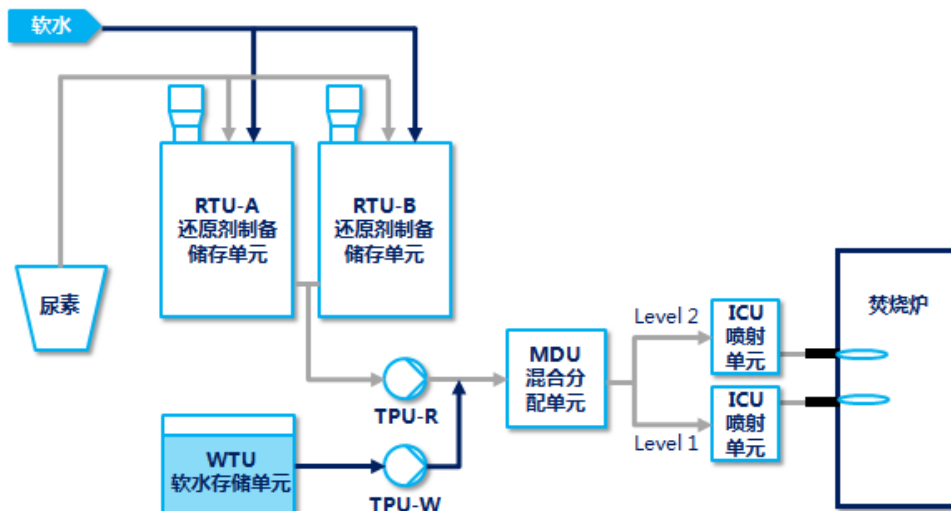 软水
RTU-A
还原剂制备
储存单元
RTU-B
还原剂制备
储存单元
尿素
焚烧炉
Level 2
ICU
喷射
单元
MDU
混合分
配单元
TPU-R
Level 1
ICU
喷射
单元
WTU
软水存储单元
TPU-W